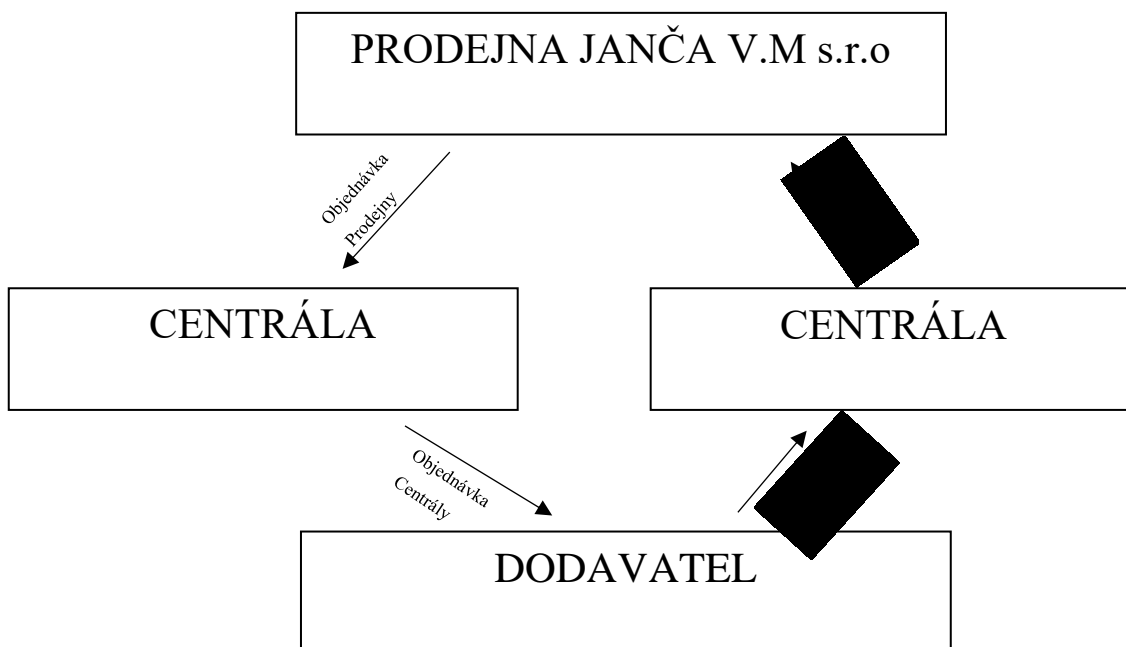 PRODEJNA JANČA V.M s.r.o
Objednávka
Prodejny
CENTRÁLA
CENTRÁLA
Objednávka
Centrály
DODAVATEL